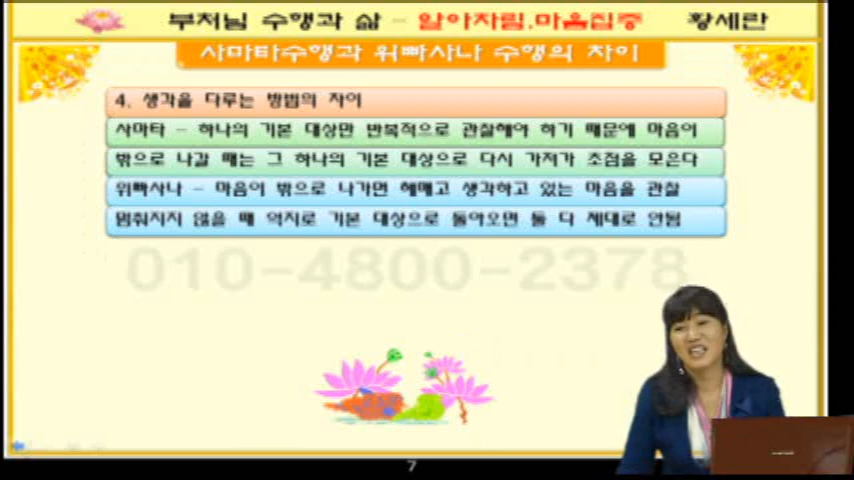 부처님 수행과 삶 - 알아차림.마음집중 황세란
사마타수행과 위빠사나 수행의 차이
4. 생각을 다루는 방법의 차이
사마타 - 하나의 기본 대상만 반복적으로 관찰해야 하기 때문에 마음이
밖으로 나갈 때는 그 하나의 기본 대상으로 다시 가져가 초점을 모은다
위빠사나 - 마음이 밖으로 나가면 헤매고 생각하고 있는 마음을 관찰
멈춰지지 않을 때 억지로 기본 대상으로 돌아오면 둘 다 제대로 안됨
010-4800-2378
7